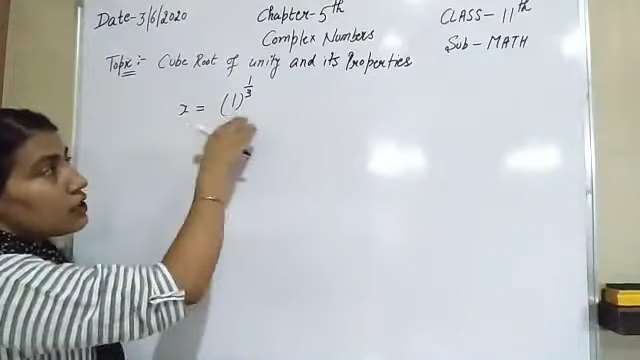 Date-3/6/2020
Chapter-5th
Complex Numbers
CLASS-11th
Sub-MATH
Topic:- Cube Root of unity and its Properties
x = (1)^1/3